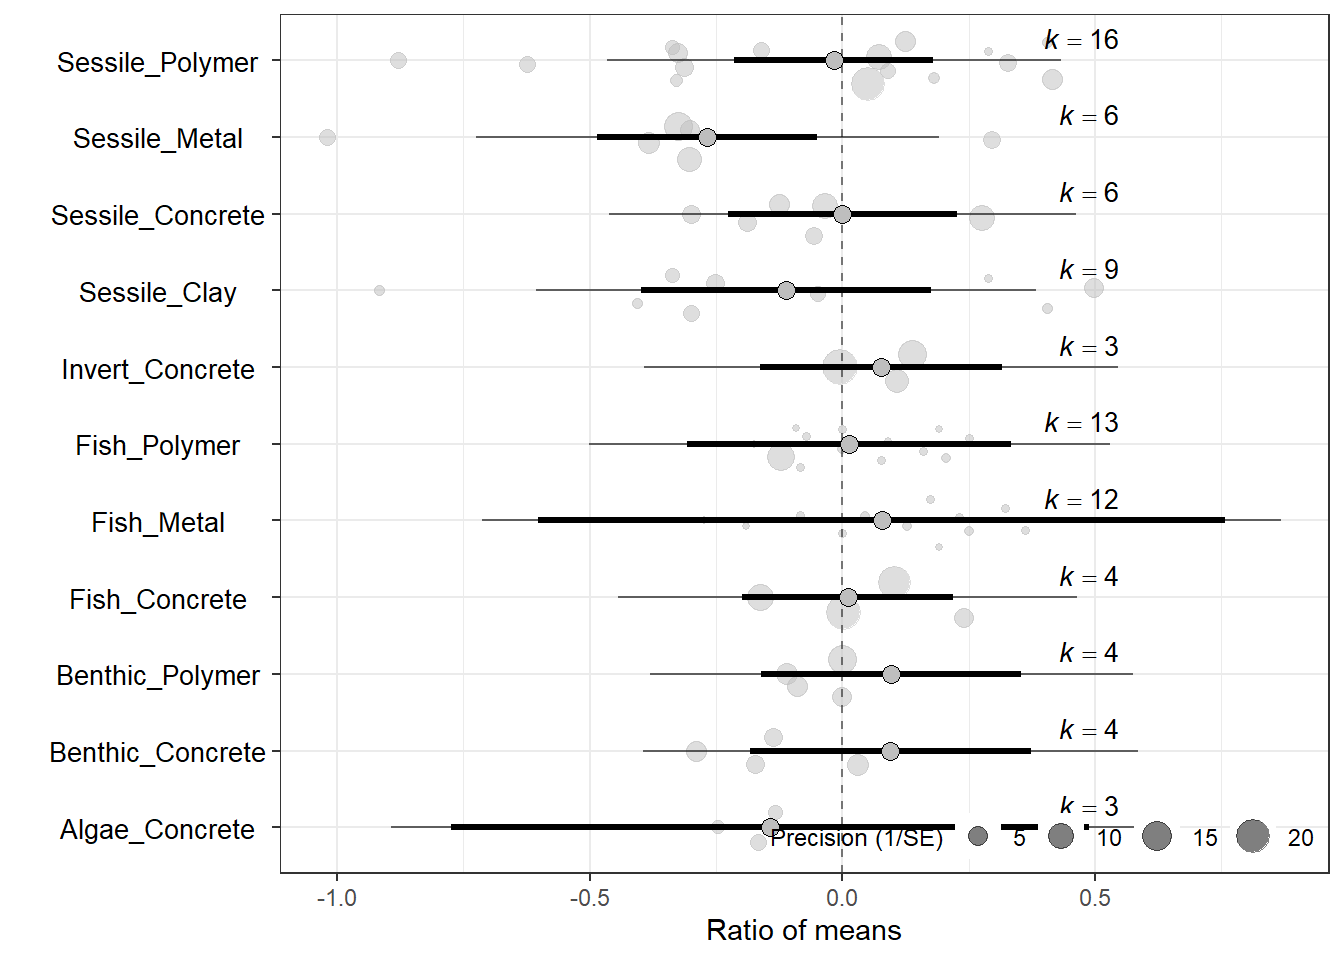 Sessile_Polymer
k = 16
Sessile_Metal
k = 6
Sessile_Concrete
k = 6
Sessile_Clay
k = 9
Invert_Concrete
k = 3
Fish_Polymer
k = 13
Fish_Metal
k = 12
Fish_Concrete
k = 4
Benthic_Polymer
k = 4
Benthic_Concrete
k = 4
Algae_Concrete
k = 3
Precision (1/SE) 5 10 15 20
-1.0 -0.5 0.0 0.5
Ratio of means